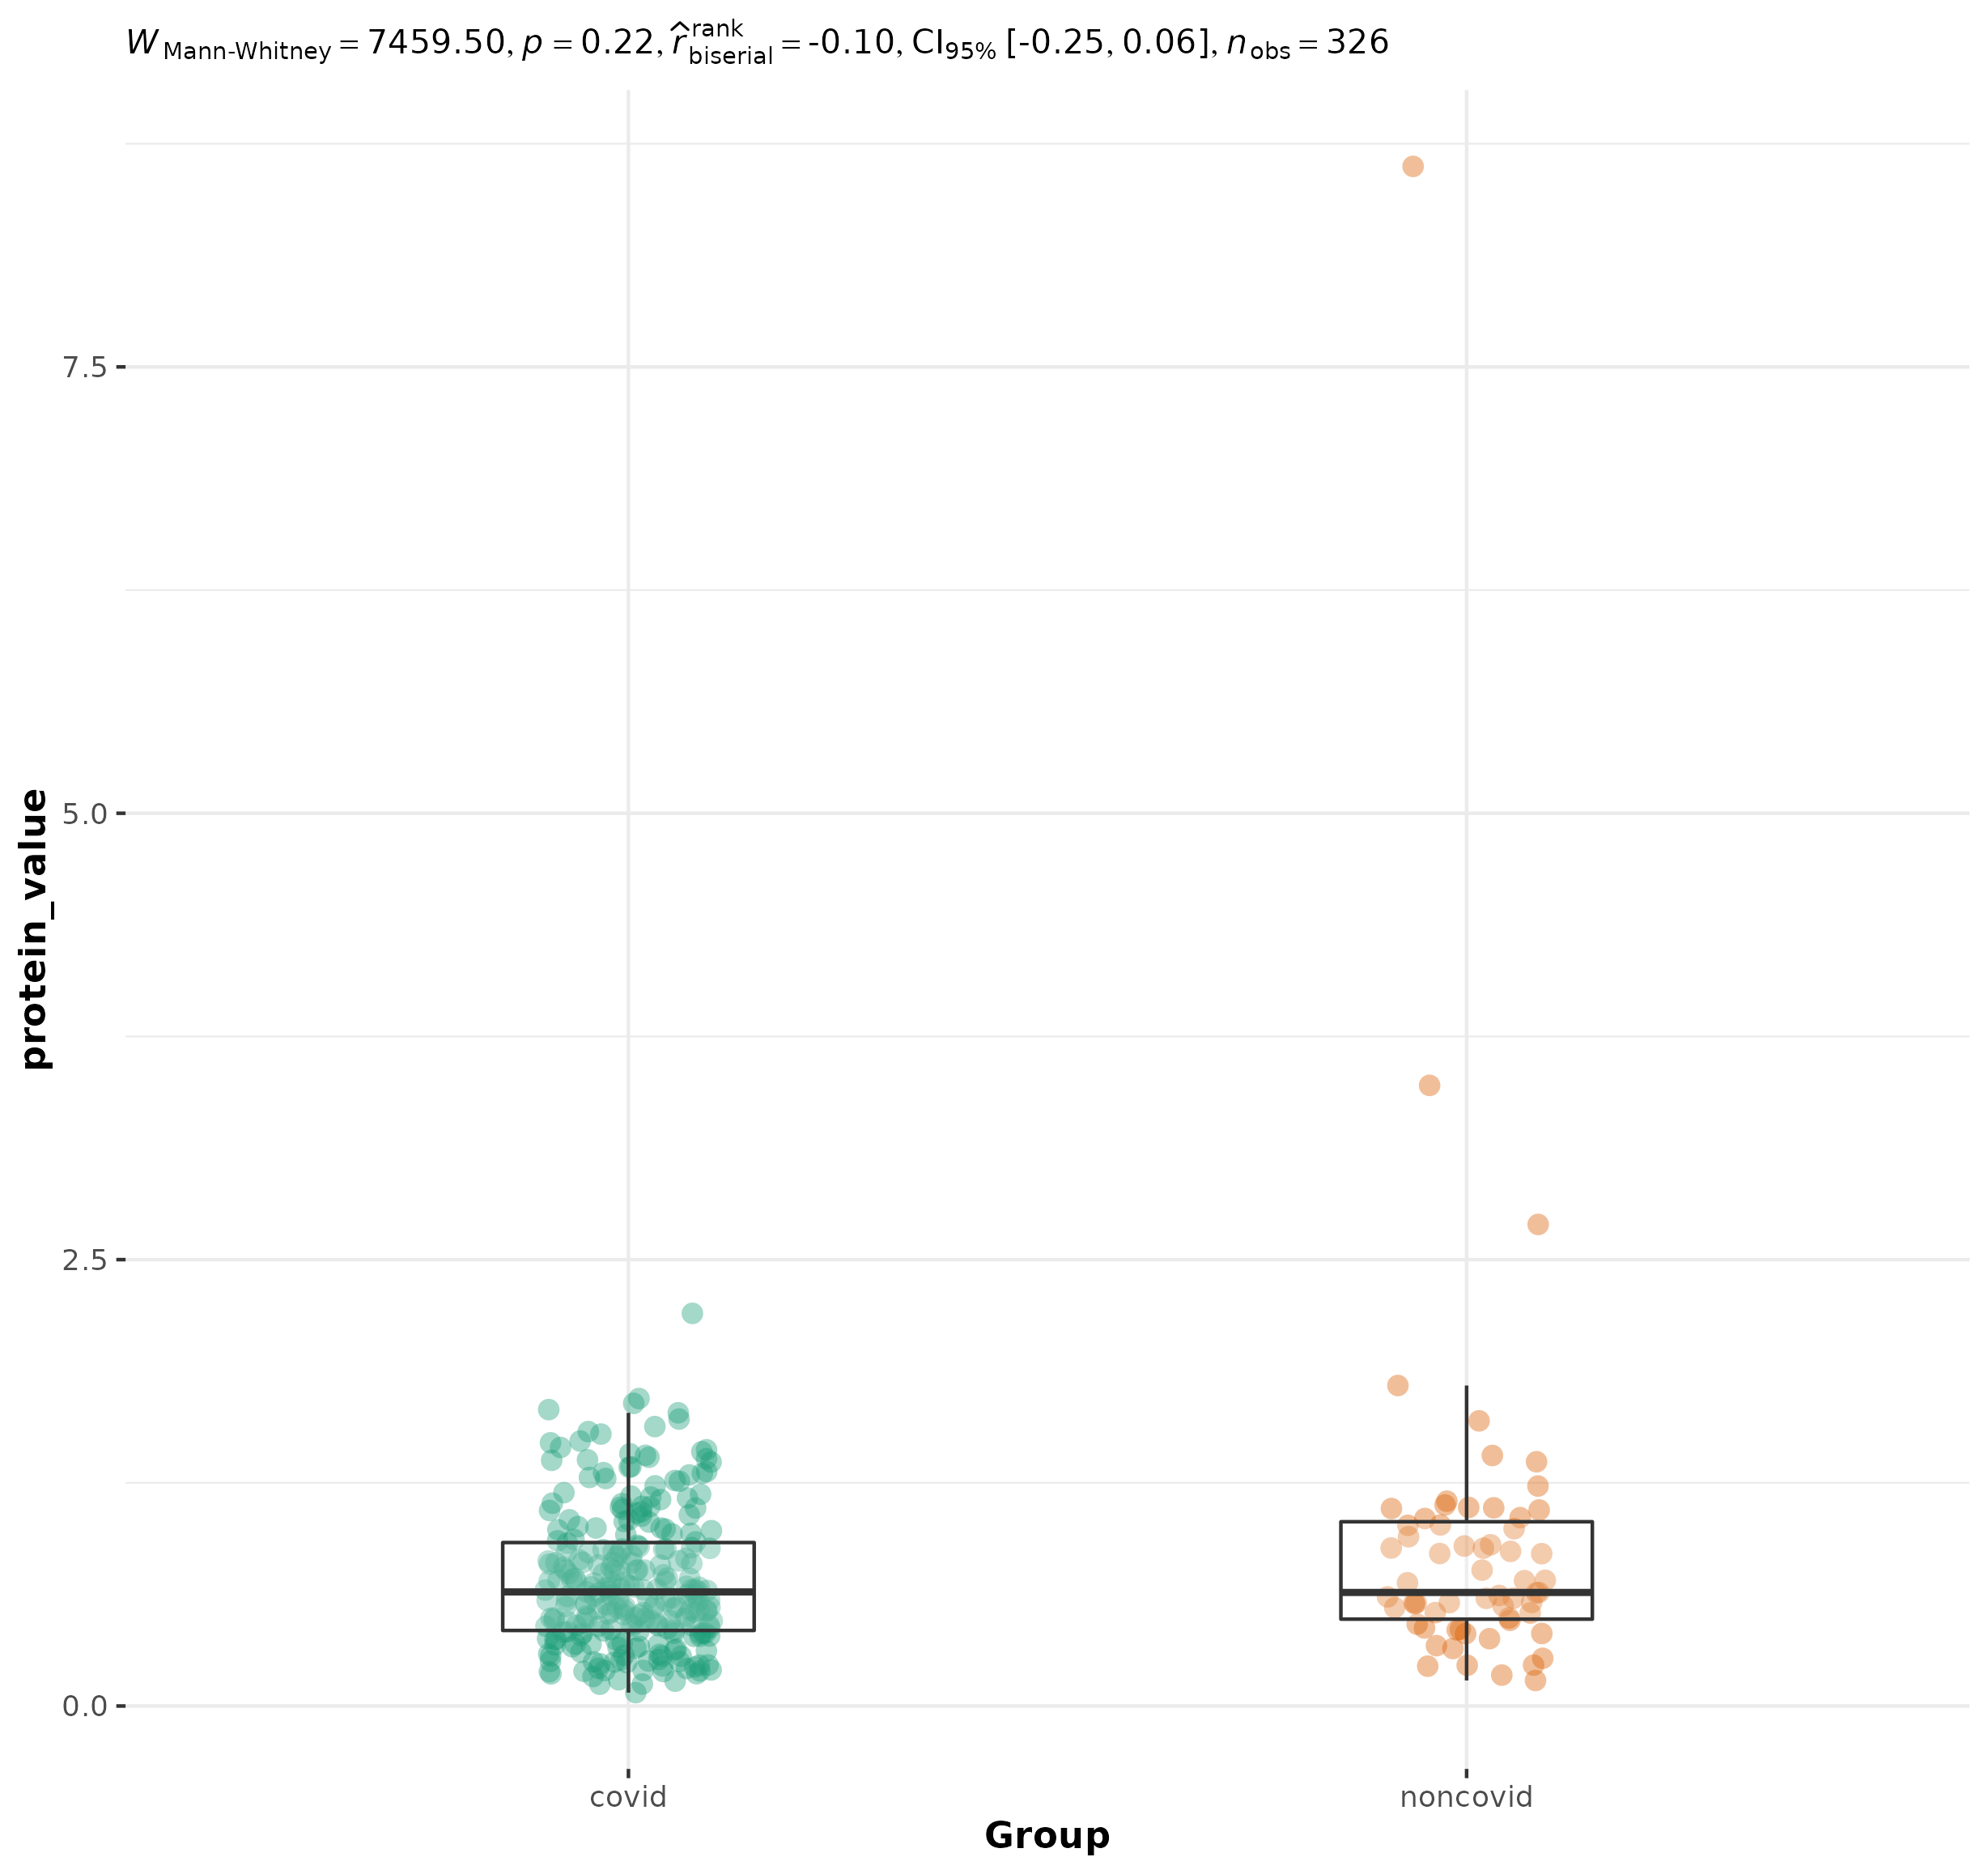 W Mann-Whitney = 7459.50, p = 0.22, r̂ rank biserial = -0.10, CI95% [-0.25, 0.06], nobs = 326
7.5
5.0
2.5
0.0
protein_value
covid noncovid
Group